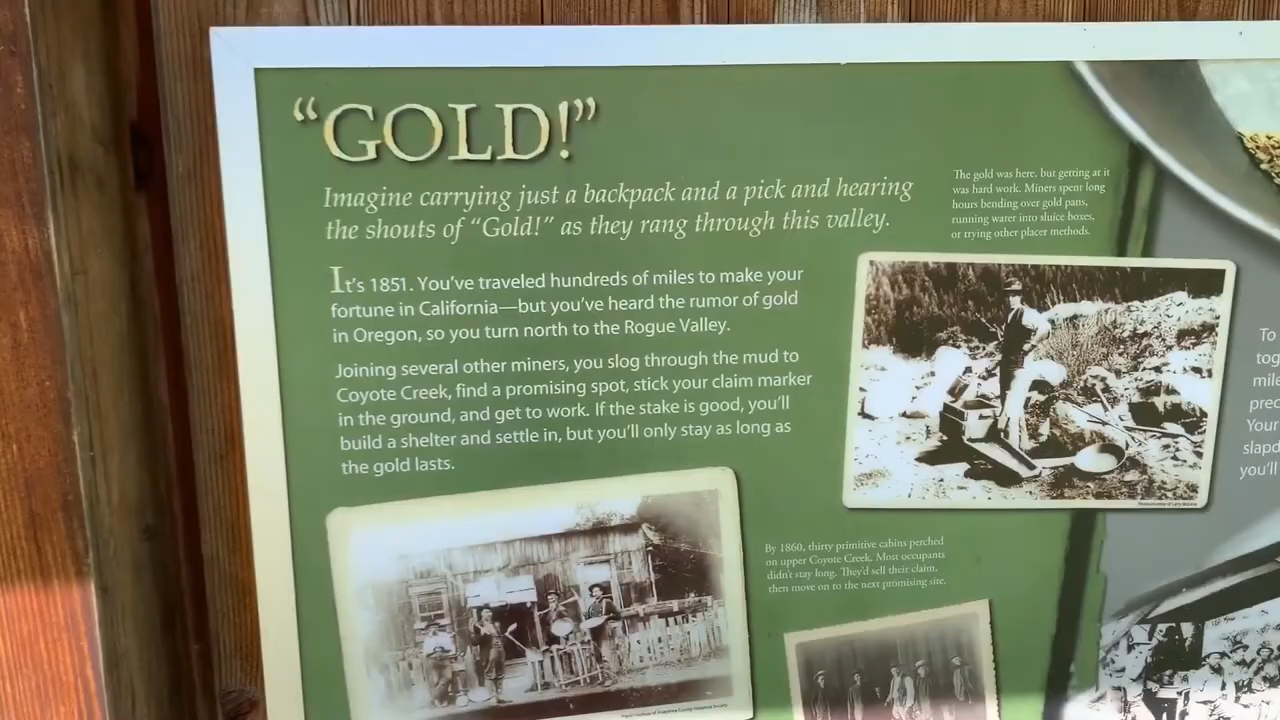 “GOLD!”
Imagine carrying just a backpack and a pick and hearing
the shouts of “Gold!” as they rang through this valley.
It’s 1851. You’ve traveled hundreds of miles to make your
fortune in California—but you’ve heard the rumor of gold
in Oregon, so you turn north to the Rogue Valley.
Joining several other miners, you slog through the mud to
Coyote Creek, find a promising spot, stick your claim marker
in the ground, and get to work. If the stake is good, you’ll
build a shelter and settle in, but you’ll only stay as long as
the gold lasts.
The gold was here, but getting at it
was hard work. Miners spent long
hours bending over gold pans,
running water into sluice boxes,
or trying other placer methods.
By 1860, thirty primitive cabins perched
on upper Coyote Creek. Most occupants
didn’t stay long. They’d sell their claim,
then move on to the next promising site.
To
tog
mile
prec
Your
slapd
you’ll